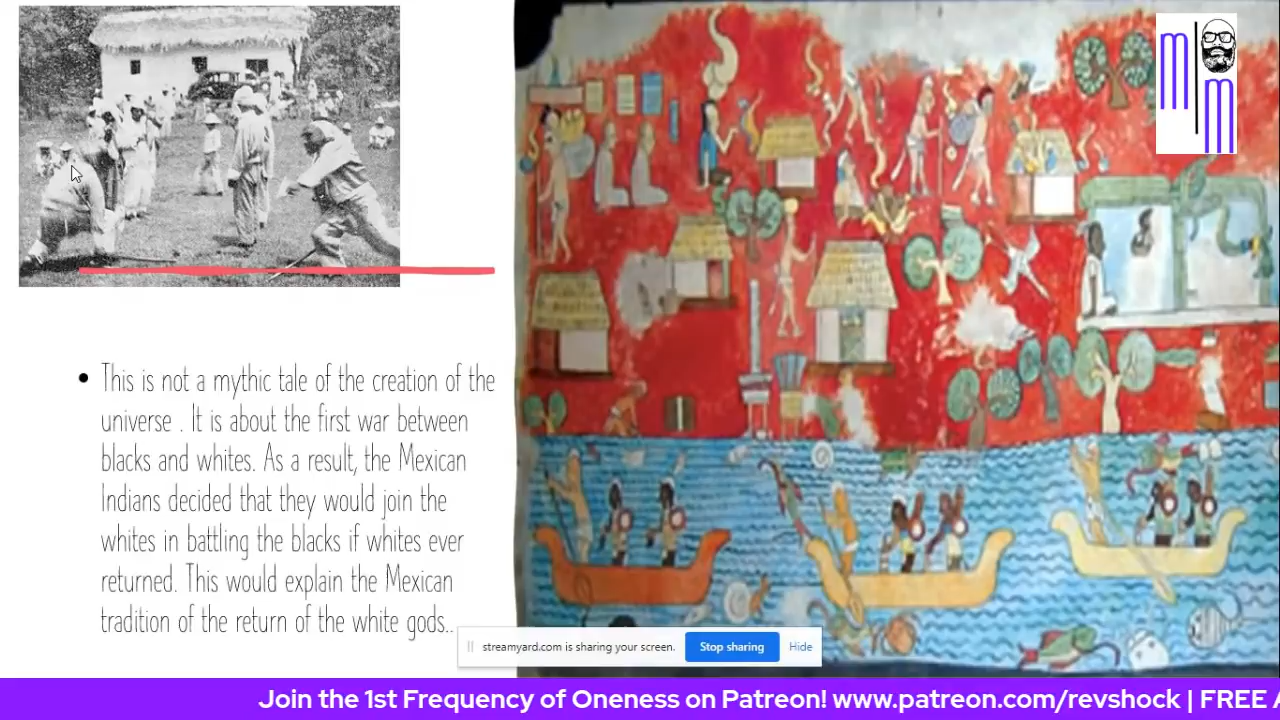 • This is not a mythic tale of the creation of the
universe . It is about the first war between
blacks and whites. As a result, the Mexican
Indians decided that they would join the
whites in battling the blacks if whites ever
returned. This would explain the Mexican
tradition of the return of the white gods..
streamyard.com is sharing your screen. Stop sharing Hide
m m
Join the 1st Frequency of Oneness on Patreon! www.patreon.com/revshock | FREE